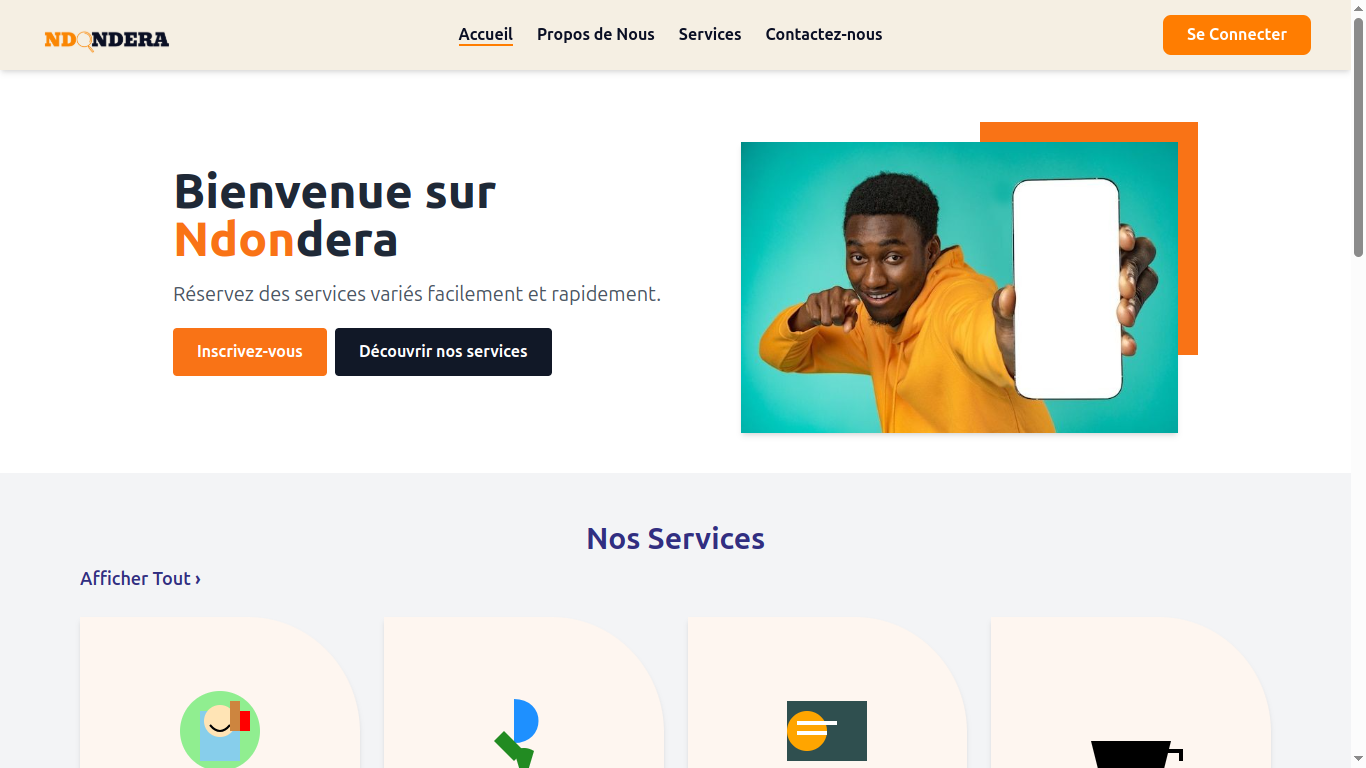 NDONDERA
Accueil
Propos de Nous
Services
Contactez-nous
Se Connecter
Bienvenue sur
Ndondera
Réservez des services variés facilement et rapidement.
Inscrivez-vous
Découvrir nos services
Nos Services
Afficher Tout ›